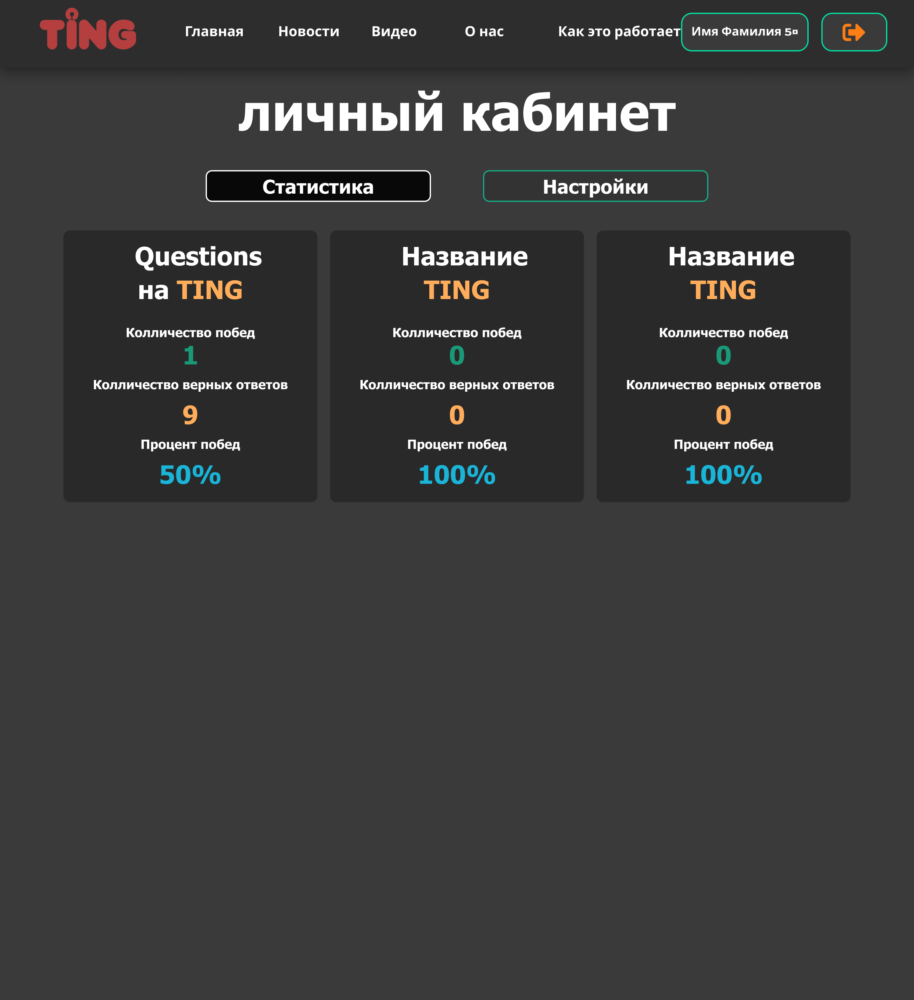 TING
Главная Новости Видео О нас Как это работает Имя Фамилия 5¤
личный кабинет
Статистика Настройки
Questions
на TING
Колличество побед
1
Колличество верных ответов
9
Процент побед
50%
Название
TING
Колличество побед
0
Колличество верных ответов
0
Процент побед
100%
Название
TING
Колличество побед
0
Колличество верных ответов
0
Процент побед
100%